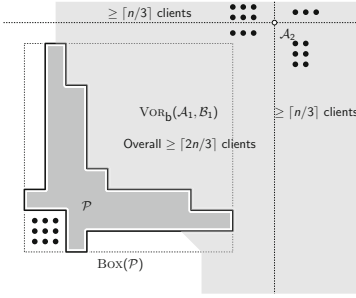 ≥ ⌈n/3⌉ clients
𝒜₂
VORb(𝒜₁, ℬ₁)
≥ ⌈n/3⌉ clients
Overall ≥ ⌈2n/3⌉ clients
𝒫
BOX(𝒫)